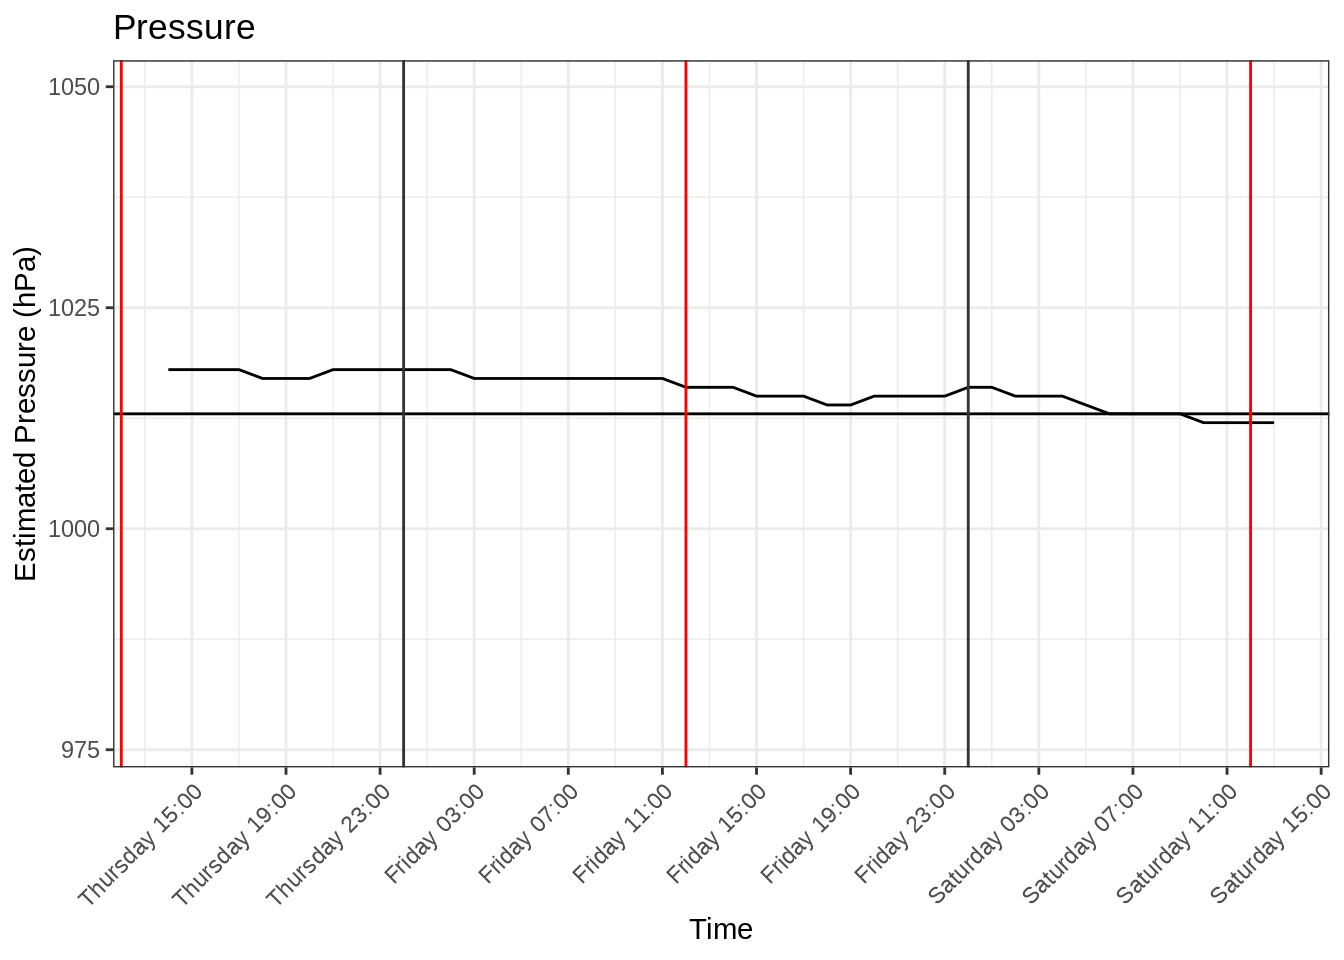 Pressure
Estimated Pressure (hPa)
1050
1025
1000
975
Thursday 15:00
Thursday 19:00
Thursday 23:00
Friday 03:00
Friday 07:00
Friday 11:00
Friday 15:00
Friday 19:00
Friday 23:00
Saturday 03:00
Saturday 07:00
Saturday 11:00
Saturday 15:00
Time